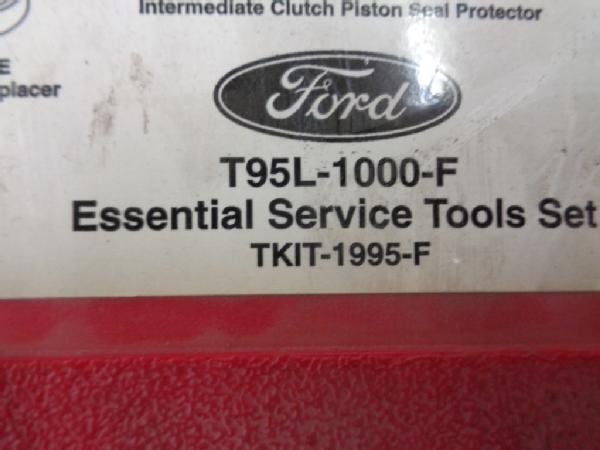 Intermediate Clutch Piston Seal Protector
E
placer
Ford
T95L-1000-F
Essential Service Tools Set
TKIT-1995-F